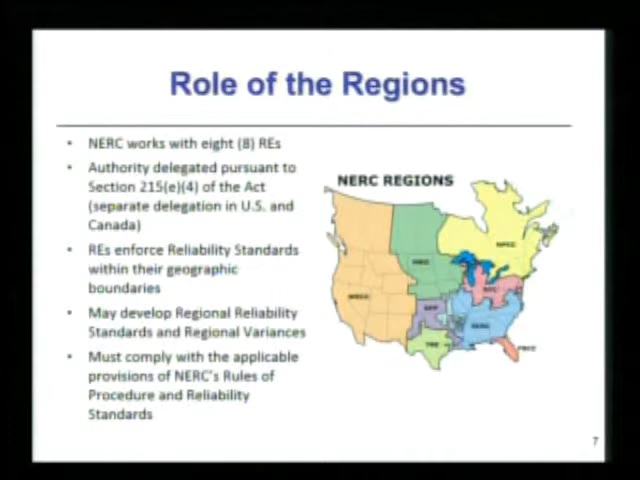 Role of the Regions
• NERC works with eight (8) REs
• Authority delegated pursuant to
Section 215(e)(4) of the Act
(separate delegation in U.S. and
Canada)
• REs enforce Reliability Standards
within their geographic
boundaries
• May develop Regional Reliability
Standards and Regional Variances
• Must comply with the applicable
provisions of NERC's Rules of
Procedure and Reliability
Standards
NERC REGIONS
NPCC
MRO
RFC
WECC
SPP
SERC
TRE
FRCC
7